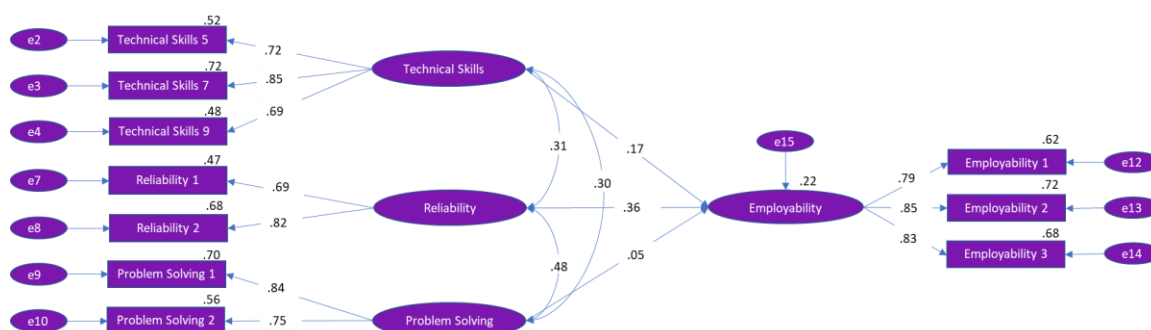 .52
e2 Technical Skills 5
.72
.72
e3 Technical Skills 7
.85
Technical Skills
.48
.69
e4 Technical Skills 9
.47
e7 Reliability 1
.69
.68
e8 Reliability 2
.82
Reliability
.70
e9 Problem Solving 1
.84
.56
e10 Problem Solving 2
.75
Problem Solving
.31
.30
.48
.17
.36
.05
e15
.22
Employability
.79
.85
.83
.62
Employability 1 e12
.72
Employability 2 e13
.68
Employability 3 e14